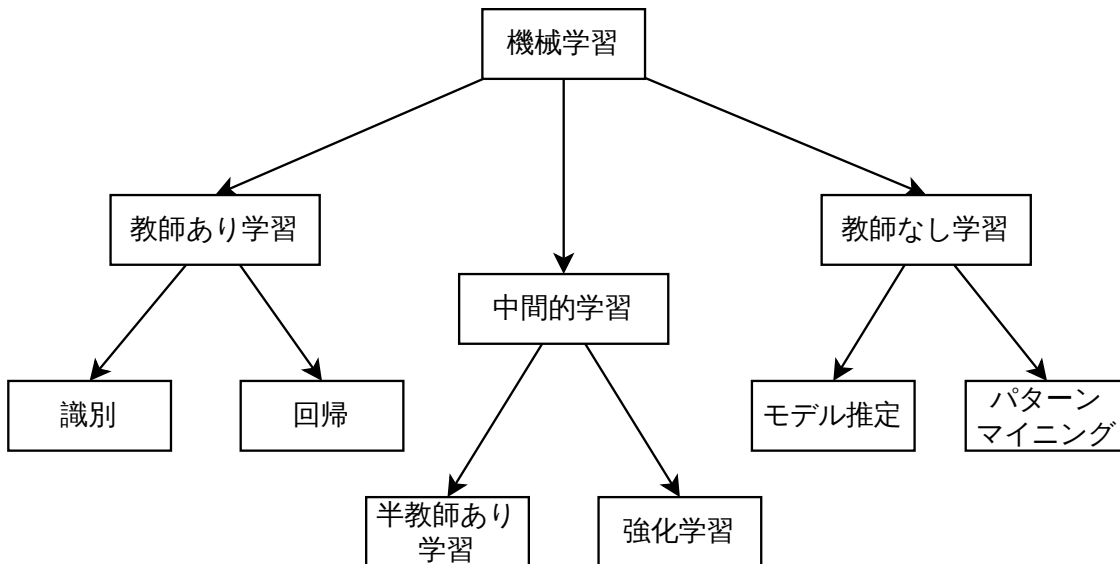 機械学習
教師あり学習
教師なし学習
中間的学習
識別
回帰
モデル推定
パターン
マイニング
半教師あり
学習
強化学習